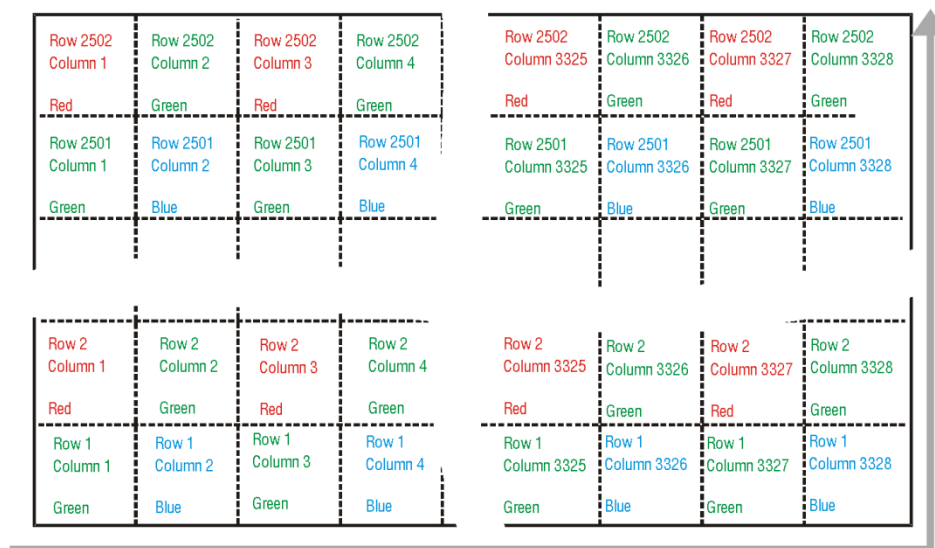 Row 2502 Row 2502 Row 2502 Row 2502 Row 2502 Row 2502 Row 2502 Row 2502
Column 1 Column 2 Column 3 Column 4 Column 3325 Column 3326 Column 3327 Column 3328
Red Green Red Green Red Green Red Green
Row 2501 Row 2501 Row 2501 Row 2501 Row 2501 Row 2501 Row 2501 Row 2501
Column 1 Column 2 Column 3 Column 4 Column 3325 Column 3326 Column 3327 Column 3328
Green Blue Green Blue Green Blue Green Blue
Row 2 Row 2 Row 2 Row 2 Row 2 Row 2 Row 2 Row 2
Column 1 Column 2 Column 3 Column 4 Column 3325 Column 3326 Column 3327 Column 3328
Red Green Red Green Red Green Red Green
Row 1 Row 1 Row 1 Row 1 Row 1 Row 1 Row 1 Row 1
Column 1 Column 2 Column 3 Column 4 Column 3325 Column 3326 Column 3327 Column 3328
Green Blue Green Blue Green Blue Green Blue